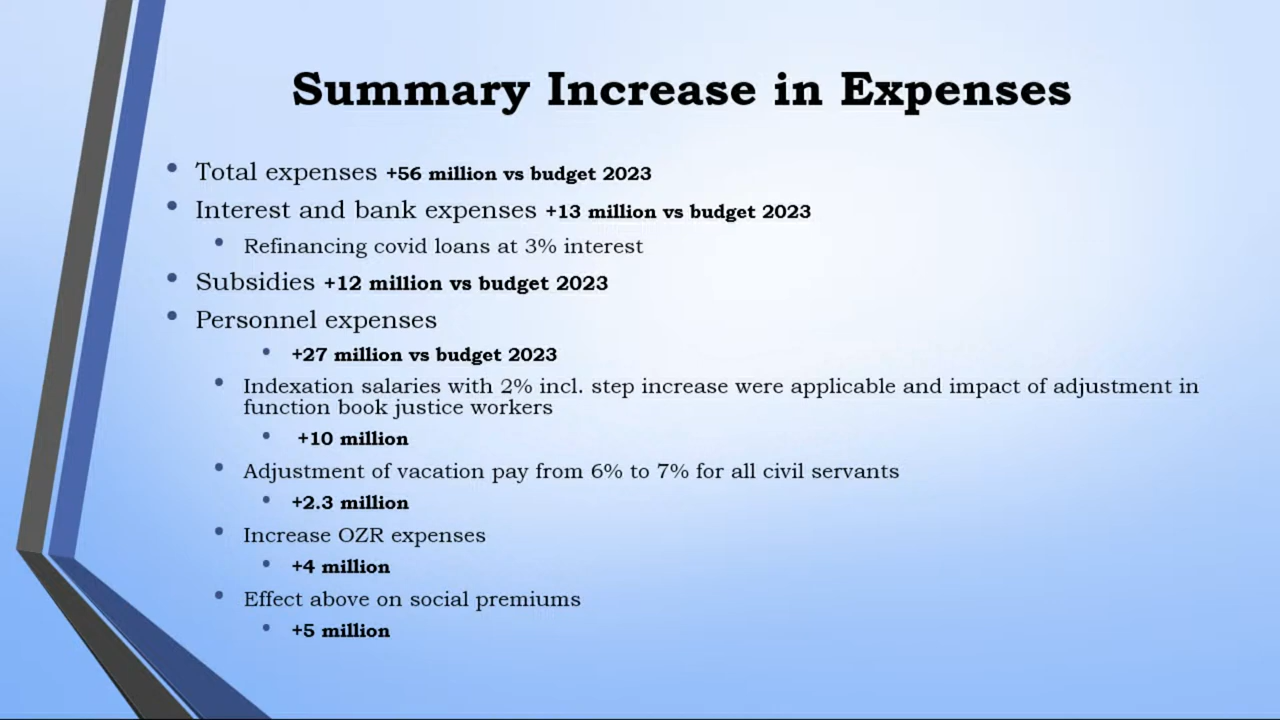 Summary Increase in Expenses
• Total expenses +56 million vs budget 2023
• Interest and bank expenses +13 million vs budget 2023
• Refinancing covid loans at 3% interest
• Subsidies +12 million vs budget 2023
• Personnel expenses
• +27 million vs budget 2023
• Indexation salaries with 2% incl. step increase were applicable and impact of adjustment in
function book justice workers
• +10 million
• Adjustment of vacation pay from 6% to 7% for all civil servants
• +2.3 million
• Increase OZR expenses
• +4 million
• Effect above on social premiums
• +5 million